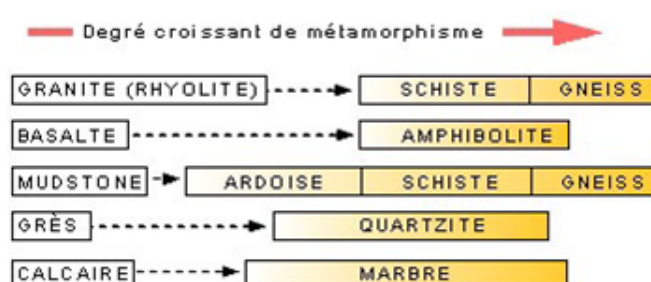 Degré croissant de métamorphisme
GRANITE (RHYOLITE) SCHISTE GNEISS
BASALTE AMPHIBOLITE
MUDSTONE ARDOISE SCHISTE GNEISS
GRÈS QUARTZITE
CALCAIRE MARBRE